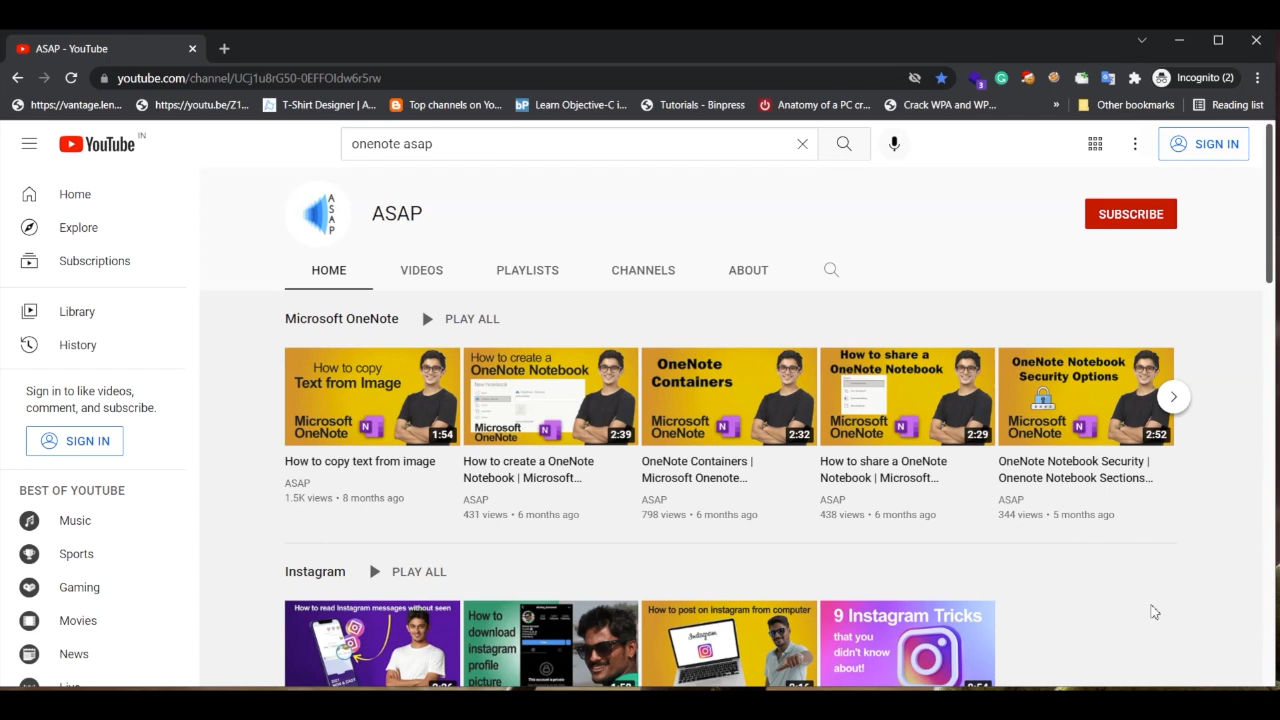 ASAP - YouTube
youtube.com/channel/UCj1u8rG50-0EFFOIdw6r5rw
3
Incognito (2)
https://vantage.len...
https://youtu.be/Z1...
T-Shirt Designer | A...
Top channels on Yo...
bP Learn Objective-C i...
Tutorials - Binpress
Anatomy of a PC cr...
Crack WPA and WP...
»
Other bookmarks
Reading list
YouTube IN
onenote asap
SIGN IN
Home
Explore
Subscriptions
Library
History
Sign in to like videos,
comment, and subscribe.
SIGN IN
BEST OF YOUTUBE
Music
Sports
Gaming
Movies
News
ASAP
ASAP
SUBSCRIBE
HOME
VIDEOS
PLAYLISTS
CHANNELS
ABOUT
Microsoft OneNote
PLAY ALL
How to copy
Text from Image
Microsoft
OneNote
N
1:54
How to create a
OneNote Notebook
New notebook
Microsoft
OneNote
N
2:39
OneNote
Containers
Microsoft
OneNote
N
2:32
How to share a
OneNote Notebook
Microsoft
OneNote
N
2:29
OneNote Notebook
Security Options
Microsoft
OneNote
N
2:52
How to copy text from image
ASAP
1.5K views • 8 months ago
How to create a OneNote
Notebook | Microsoft...
ASAP
431 views • 6 months ago
OneNote Containers |
Microsoft Onenote...
ASAP
798 views • 6 months ago
How to share a OneNote
Notebook | Microsoft...
ASAP
438 views • 6 months ago
OneNote Notebook Security |
Onenote Notebook Sections...
ASAP
344 views • 5 months ago
Instagram
PLAY ALL
How to read Instagram messages without seen
How to
download
instagram
profile
picture
How to post on instagram from computer
Instagram
9 Instagram Tricks
that you
didn't know
about!